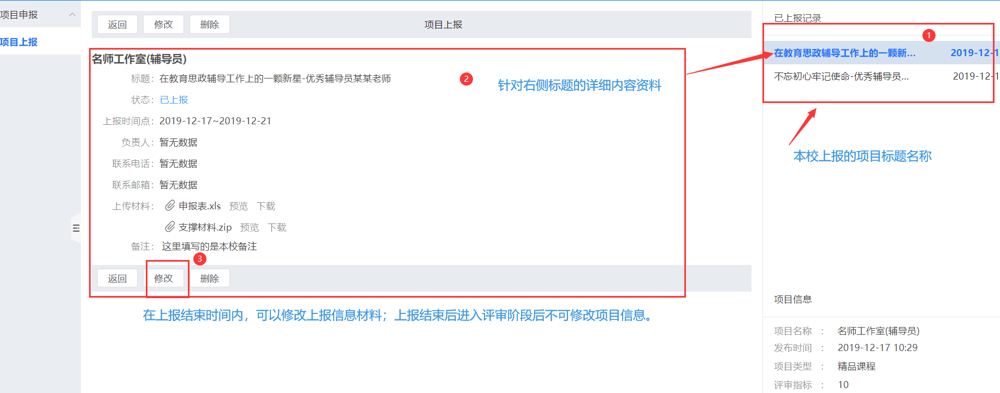 项目申报
项目上报
返回 修改 删除 项目上报
名师工作室(辅导员)
标题： 在教育思政辅导工作上的一颗新星-优秀辅导员某某老师
2
针对右侧标题的详细内容资料
状态： 已上报
上报时间点： 2019-12-17~2019-12-21
负责人： 暂无数据
联系电话： 暂无数据
联系邮箱： 暂无数据
上传材料： 申报表.xls 预览 下载
支撑材料.zip 预览 下载
备注： 这里填写的是本校备注
3
返回 修改 删除
在上报结束时间内，可以修改上报信息材料；上报结束后进入评审阶段后不可修改项目信息。
已上报记录
1
在教育思政辅导工作上的一颗新... 2019-12-1
不忘初心牢记使命-优秀辅导员... 2019-12-1
本校上报的项目标题名称
项目信息
项目名称 ： 名师工作室(辅导员)
发布时间 ： 2019-12-17 10:29
项目类型 ： 精品课程
评审指标 ： 10